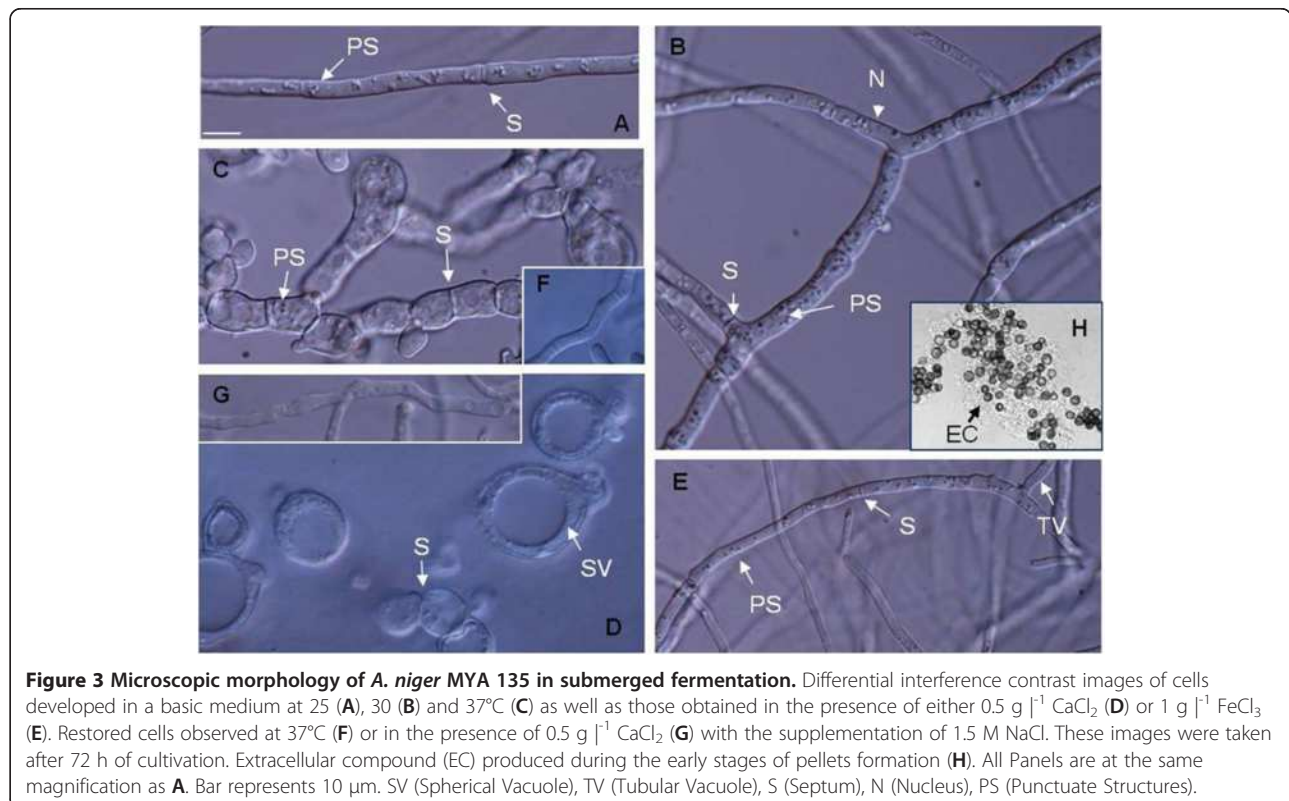 PS
S
A
B
N
S
PS
C
PS
S
F
G
H
EC
S
SV
D
E
S
TV
PS
Figure 3 Microscopic morphology of A. niger MYA 135 in submerged fermentation. Differential interference contrast images of cells
developed in a basic medium at 25 (A), 30 (B) and 37°C (C) as well as those obtained in the presence of either 0.5 g |⁻¹ CaCl₂ (D) or 1 g |⁻¹ FeCl₃
(E). Restored cells observed at 37°C (F) or in the presence of 0.5 g |⁻¹ CaCl₂ (G) with the supplementation of 1.5 M NaCl. These images were taken
after 72 h of cultivation. Extracellular compound (EC) produced during the early stages of pellets formation (H). All Panels are at the same
magnification as A. Bar represents 10 μm. SV (Spherical Vacuole), TV (Tubular Vacuole), S (Septum), N (Nucleus), PS (Punctuate Structures).